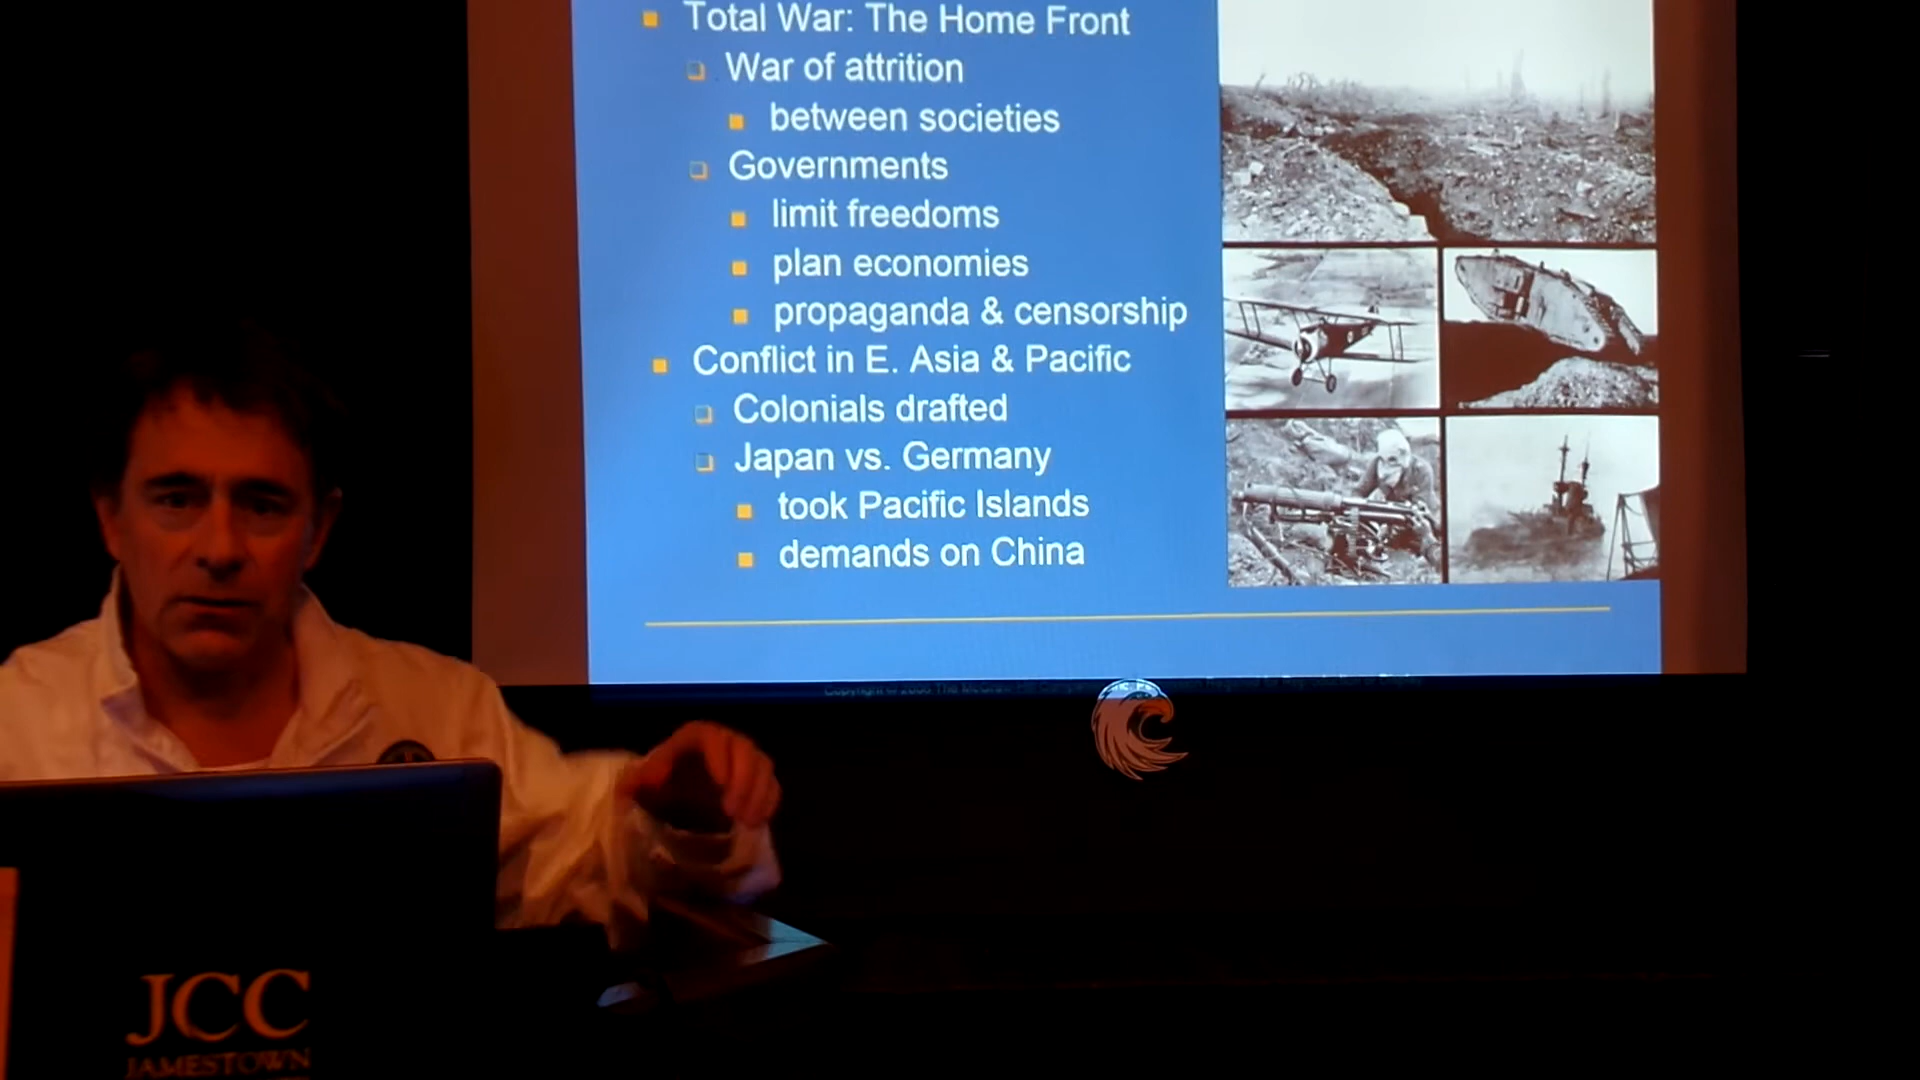 Total War: The Home Front
War of attrition
between societies
Governments
limit freedoms
plan economies
propaganda & censorship
Conflict in E. Asia & Pacific
Colonials drafted
Japan vs. Germany
took Pacific Islands
demands on China
JCC
JAMESTOWN